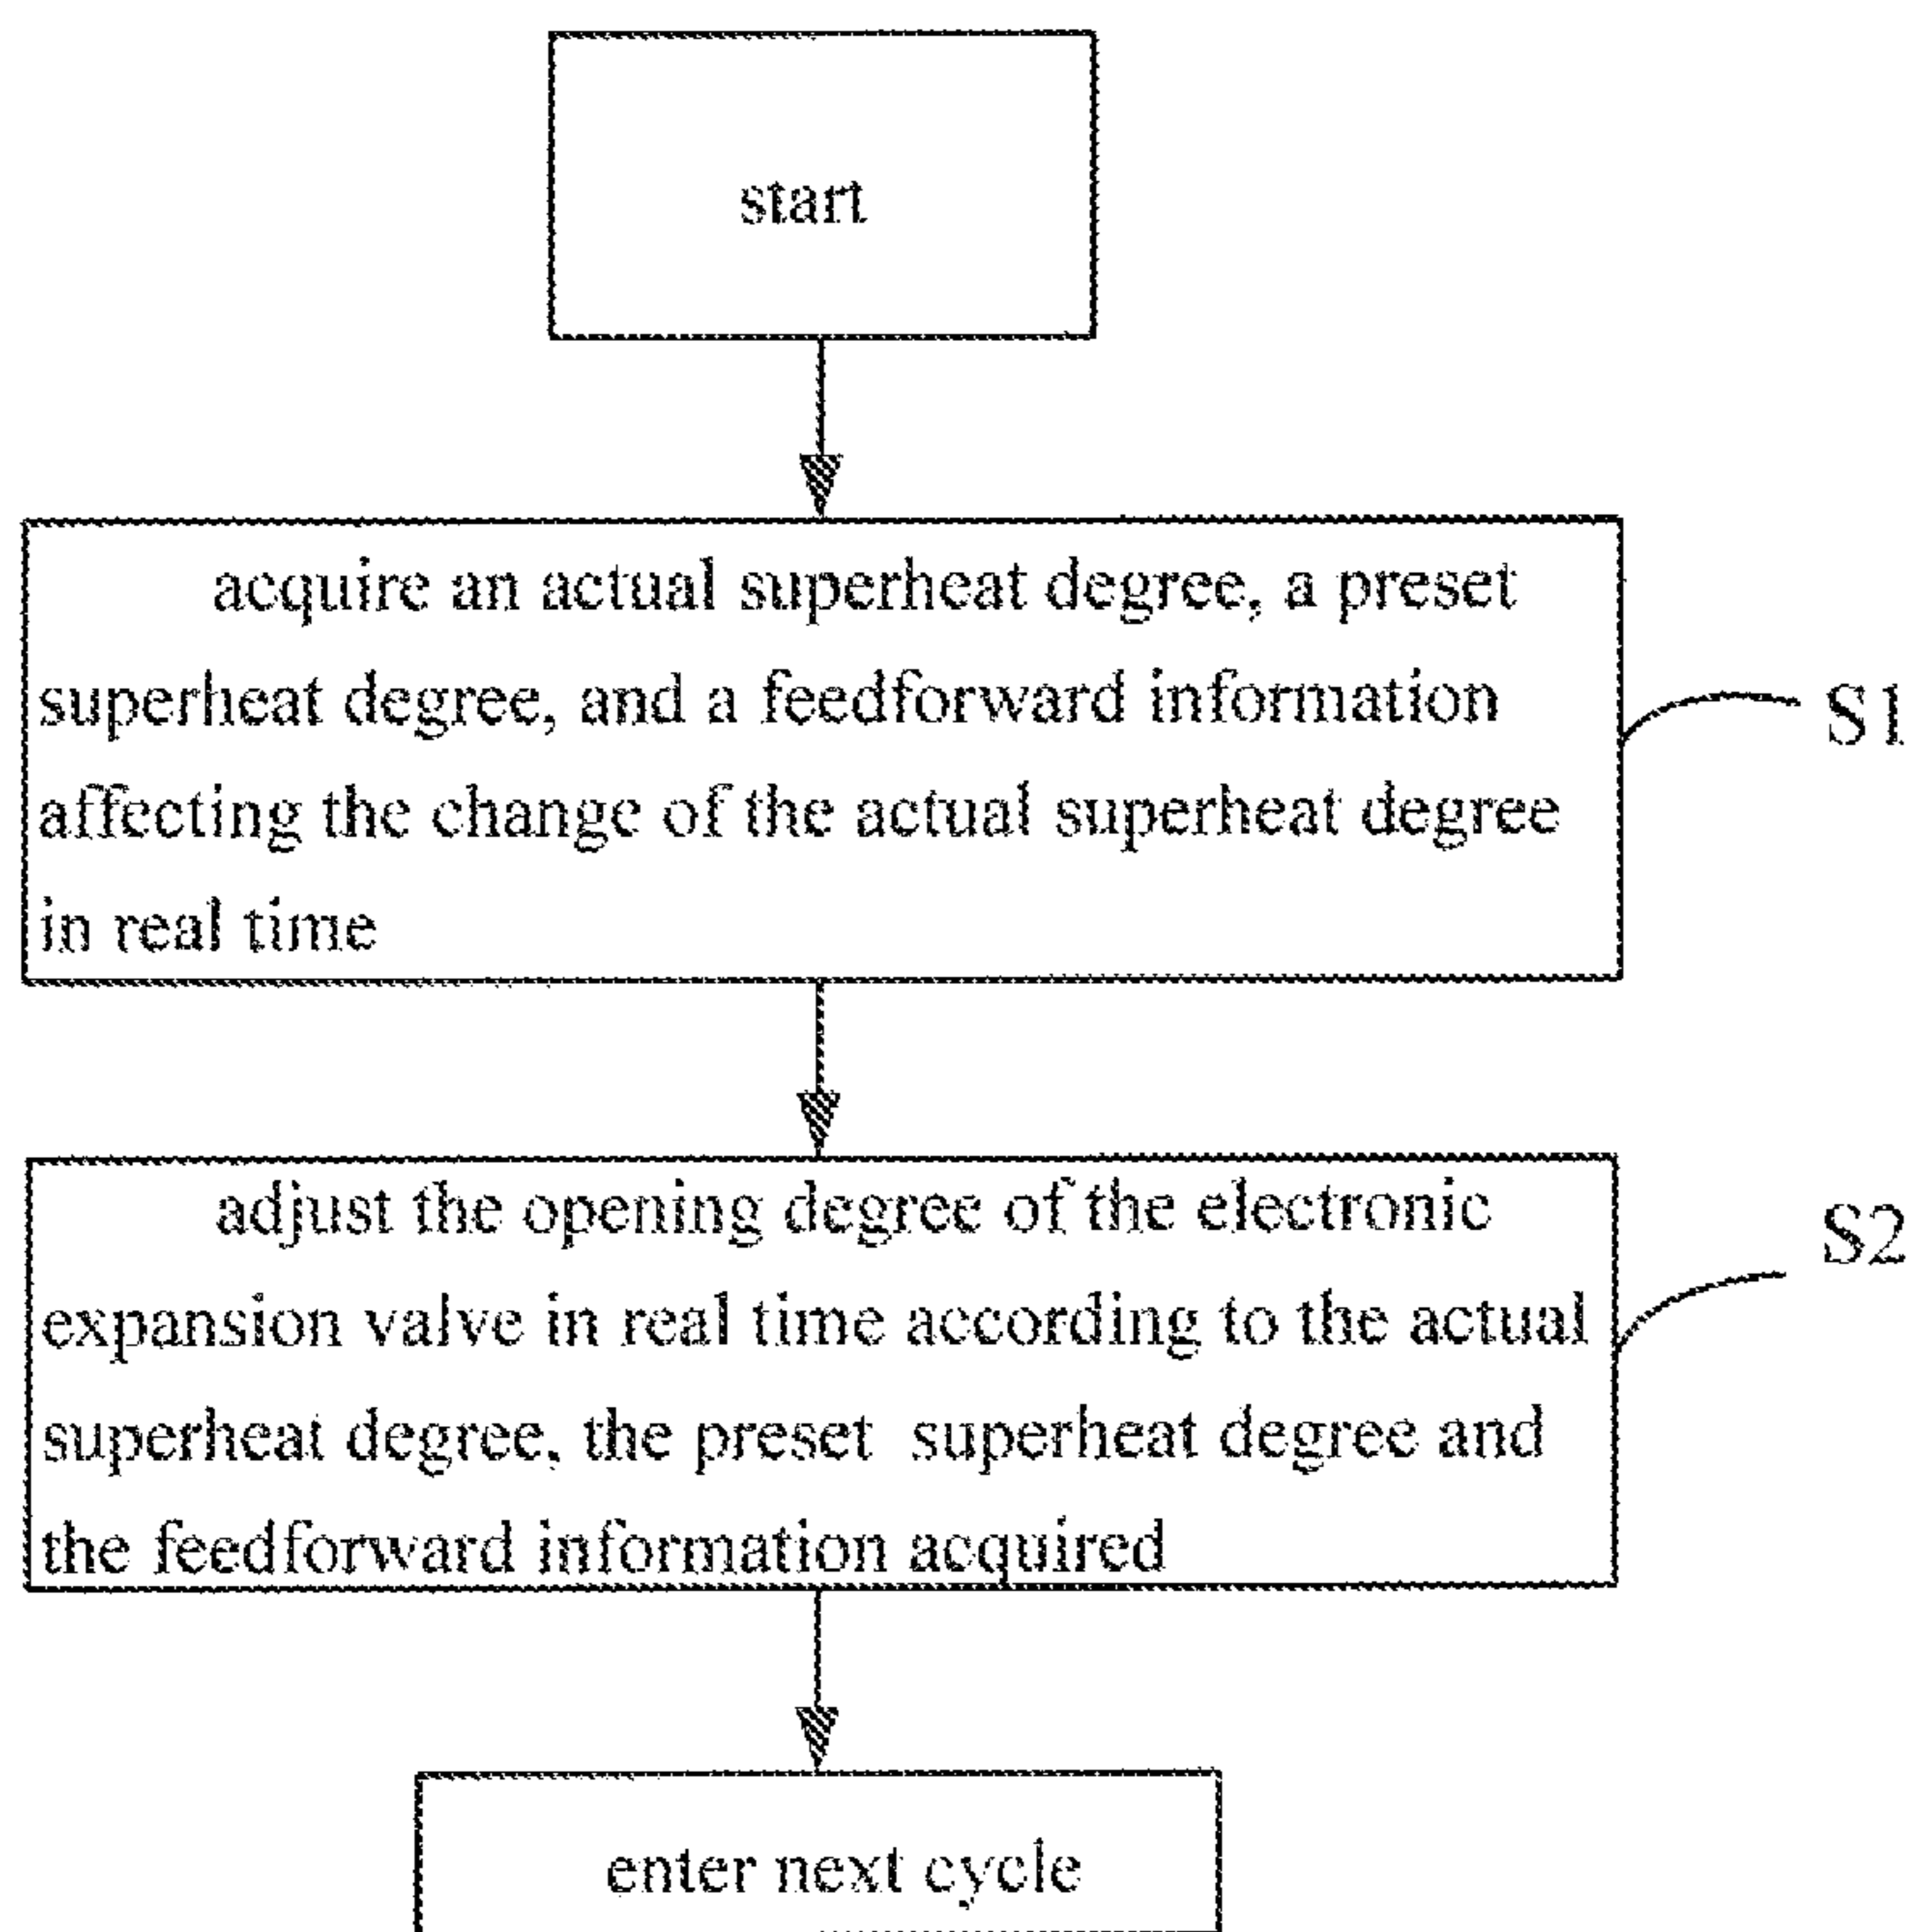 start
acquire an actual superheat degree, a preset
superheat degree, and a feedforward information
affecting the change of the actual superheat degree
in real time
S1
adjust the opening degree of the electronic
expansion valve in real time according to the actual
superheat degree, the preset superheat degree and
the feedforward information acquired
S2
enter next cycle